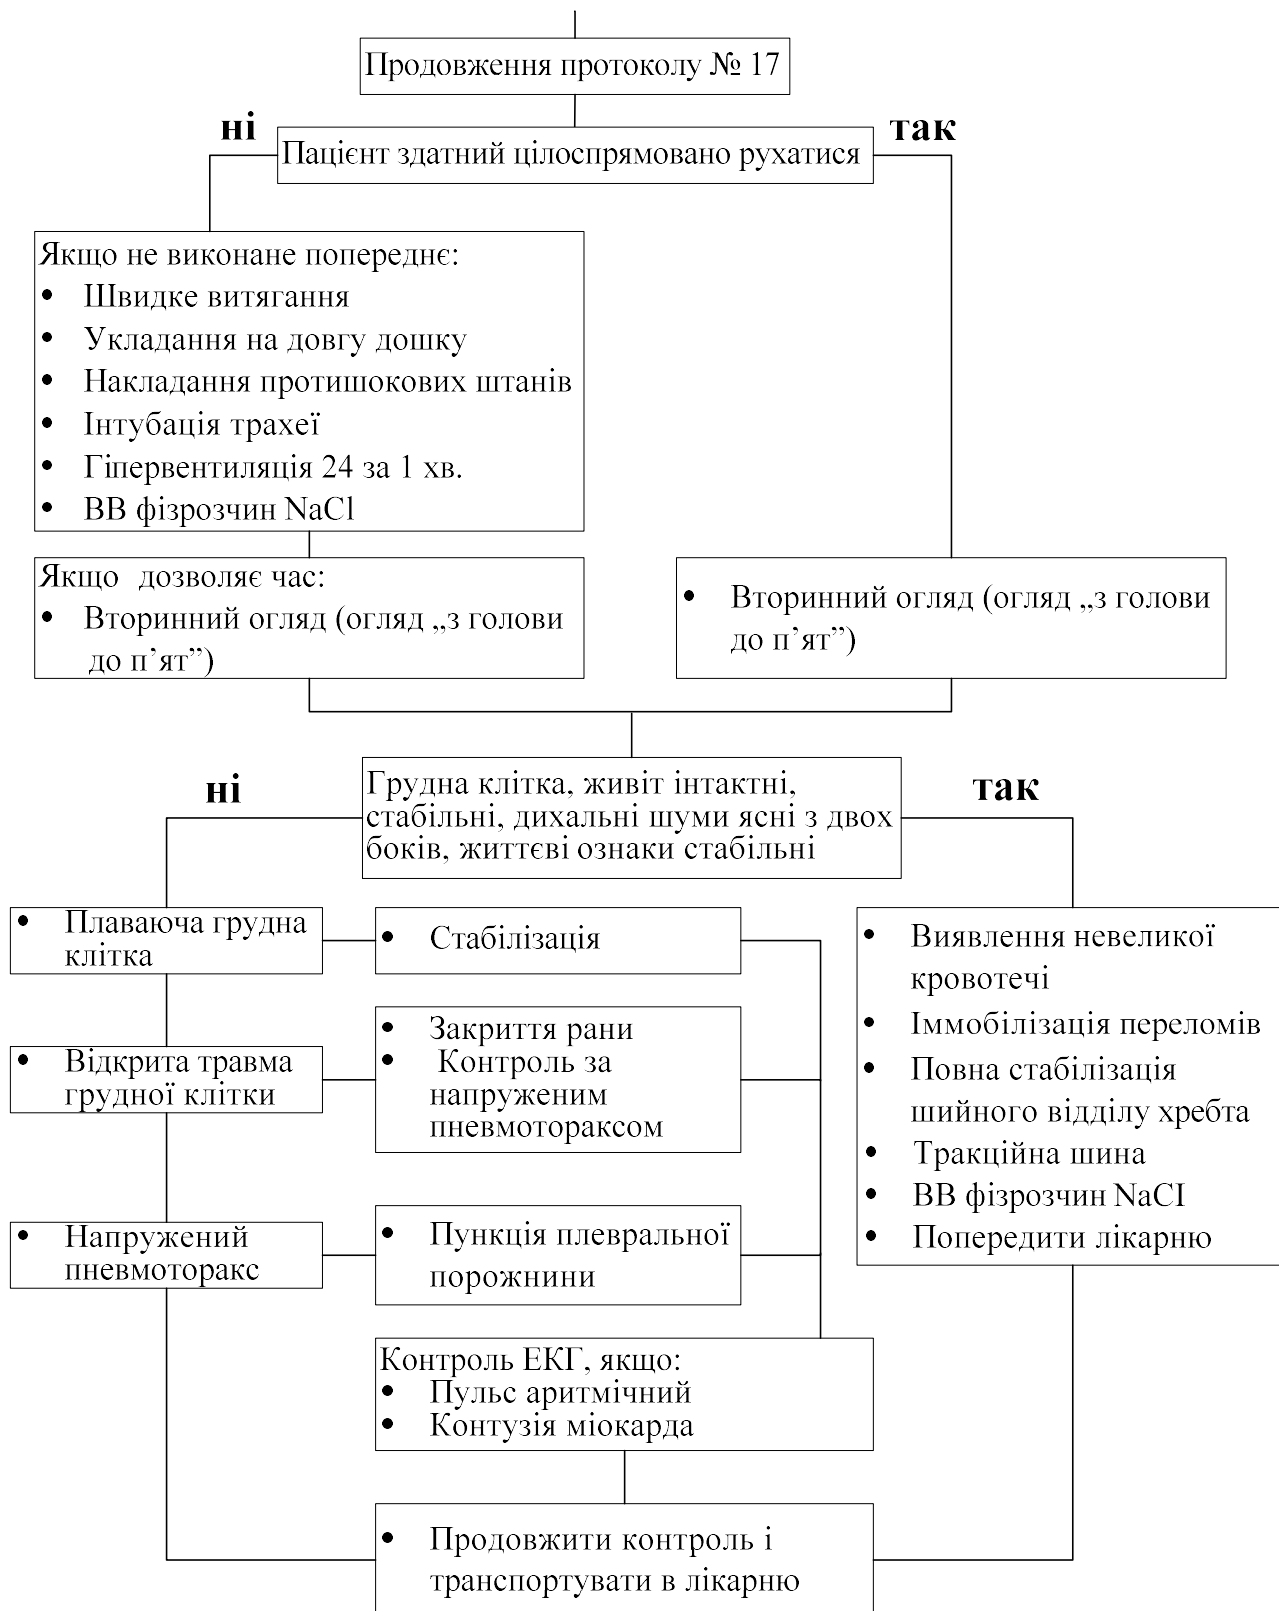 Продовження протоколу № 17
ні
так
Пацієнт здатний цілоспрямовано рухатися
Якщо не виконане попереднє:
• Швидке витягання
• Укладання на довгу дошку
• Накладання протишокових штанів
• Інтубація трахеї
• Гіпервентиляція 24 за 1 хв.
• ВВ фізрозчин NaCl
Якщо дозволяє час:
• Вторинний огляд (огляд „з голови
до п’ят”)
• Вторинний огляд (огляд „з голови
до п’ят”)
ні
так
Грудна клітка, живіт інтактні,
стабільні, дихальні шуми ясні з двох
боків, життєві ознаки стабільні
• Плаваюча грудна
клітка
• Стабілізація
• Відкрита травма
грудної клітки
• Закриття рани
• Контроль за
напруженим
пневмотораксом
• Напружений
пневмоторакс
• Пункція плевральної
порожнини
• Виявлення невеликої
кровотечі
• Іммобілізація переломів
• Повна стабілізація
шийного відділу хребта
• Тракційна шина
• ВВ фізрозчин NaCI
• Попередити лікарню
Контроль ЕКГ, якщо:
• Пульс аритмічний
• Контузія міокарда
• Продовжити контроль і
транспортувати в лікарню